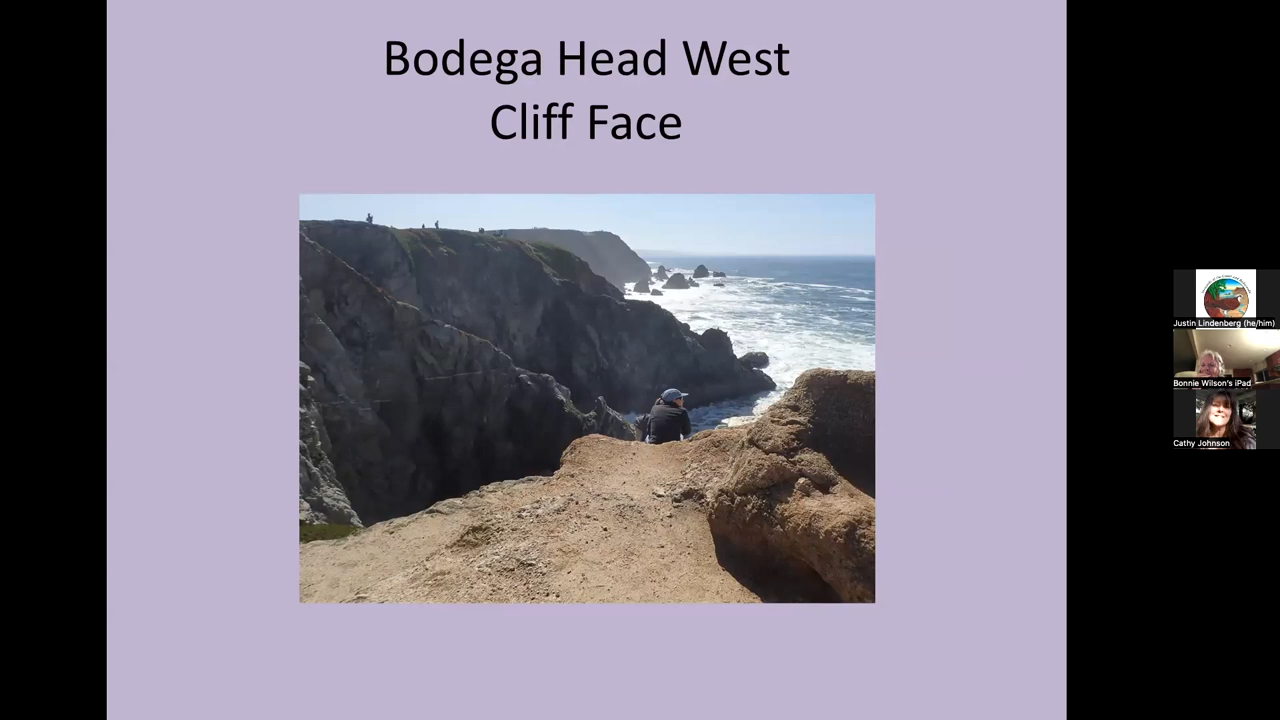 Bodega Head West
Cliff Face
Justin Lindenberg (he/him)
Bonnie Wilson's iPad
Cathy Johnson